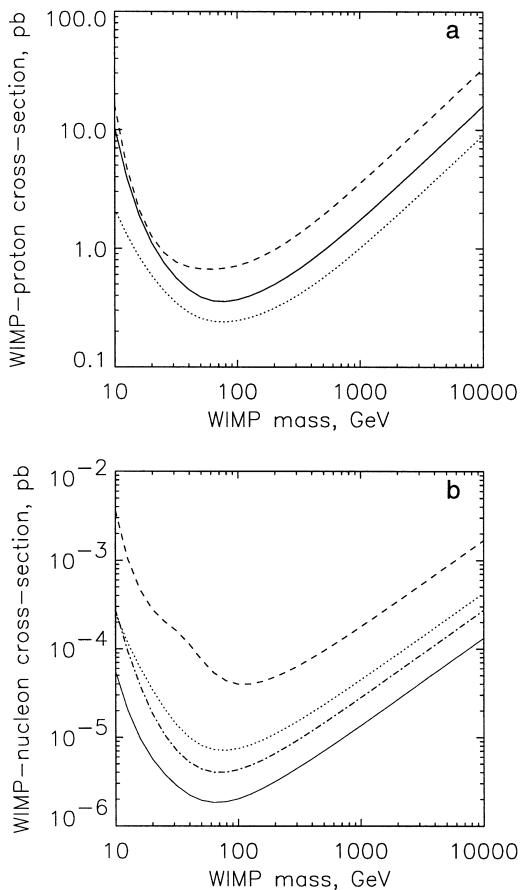 a
100.0
10.0
1.0
0.1
WIMP−proton cross−section, pb
10
100
1000
10000
WIMP mass, GeV
b
10−2
10−3
10−4
10−5
10−6
WIMP−nucleon cross−section, pb
10
100
1000
10000
WIMP mass, GeV